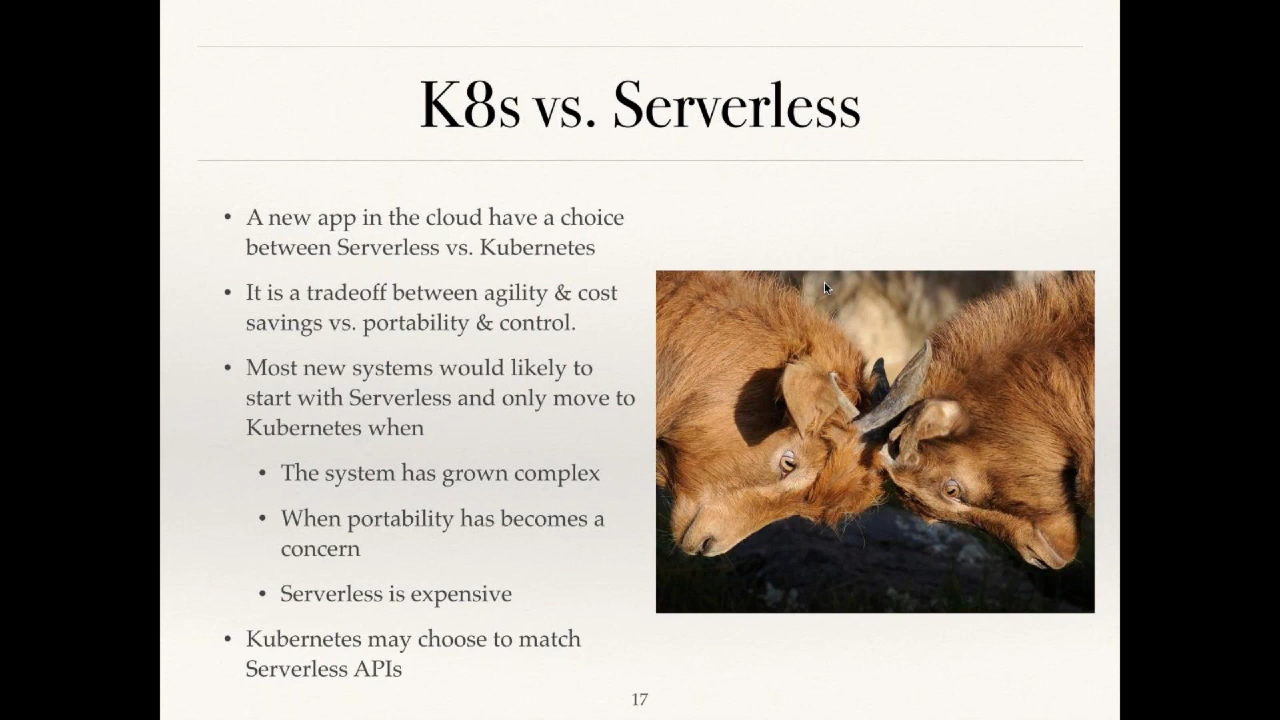 K8s vs. Serverless
• A new app in the cloud have a choice
between Serverless vs. Kubernetes
• It is a tradeoff between agility & cost
savings vs. portability & control.
• Most new systems would likely to
start with Serverless and only move to
Kubernetes when
• The system has grown complex
• When portability has becomes a
concern
• Serverless is expensive
• Kubernetes may choose to match
Serverless APIs
17